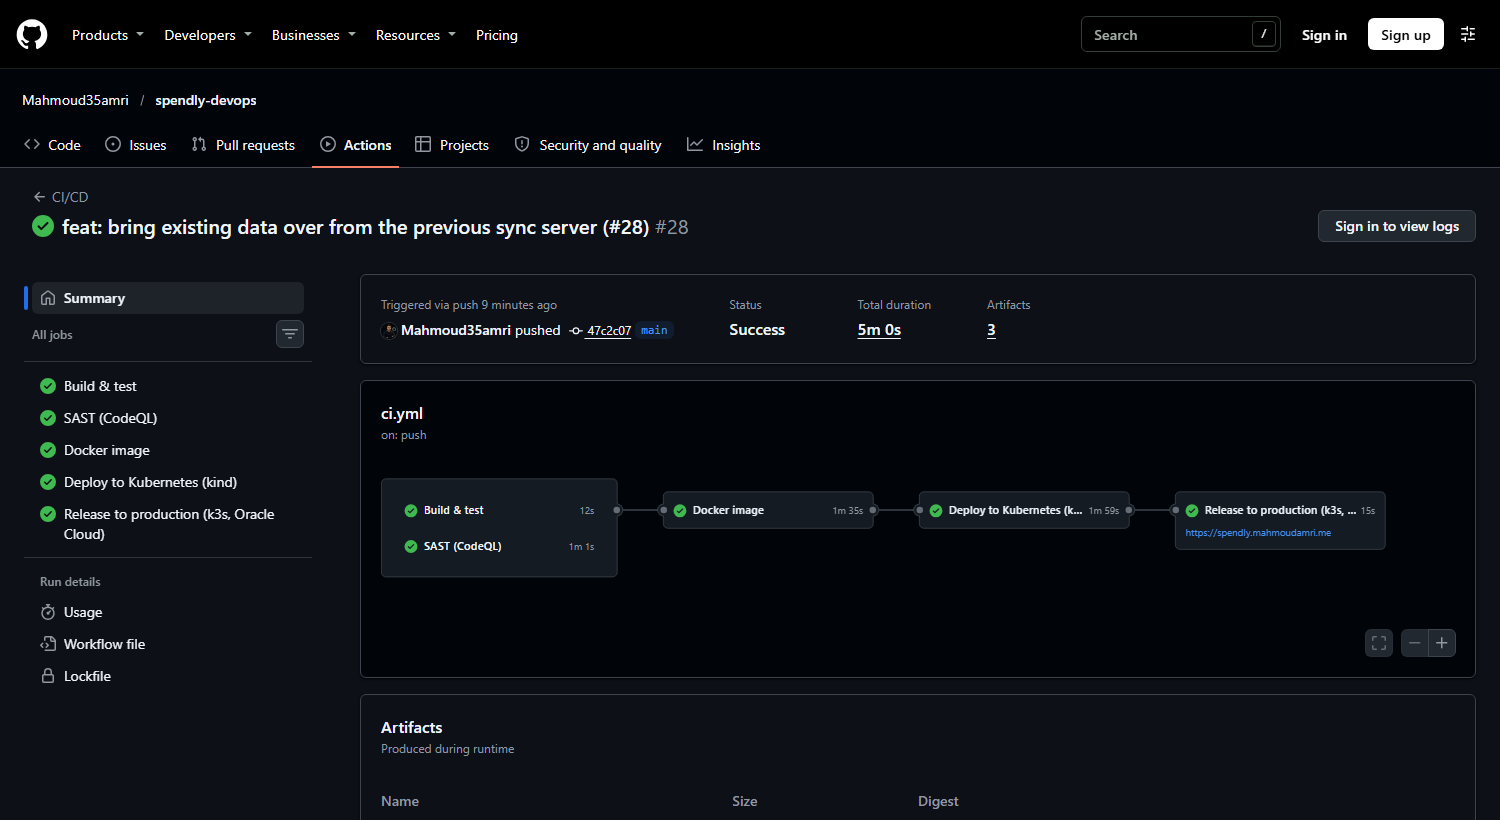 Products Developers Businesses Resources Pricing Search / Sign in Sign up
Mahmoud35amri / spendly-devops
Code Issues Pull requests Actions Projects Security and quality Insights
CI/CD
feat: bring existing data over from the previous sync server (#28) #28
Sign in to view logs
Summary
All jobs
Build & test
SAST (CodeQL)
Docker image
Deploy to Kubernetes (kind)
Release to production (k3s, Oracle
Cloud)
Run details
Usage
Workflow file
Lockfile
Triggered via push 9 minutes ago
Mahmoud35amri pushed 47c2c07 main
Status
Success
Total duration
5m 0s
Artifacts
3
ci.yml
on: push
Build & test 12s
SAST (CodeQL) 1m 1s
Docker image 1m 35s
Deploy to Kubernetes (k... 1m 59s
Release to production (k3s, ... 15s
https://spendly.mahmoudamri.me
Artifacts
Produced during runtime
Name Size Digest